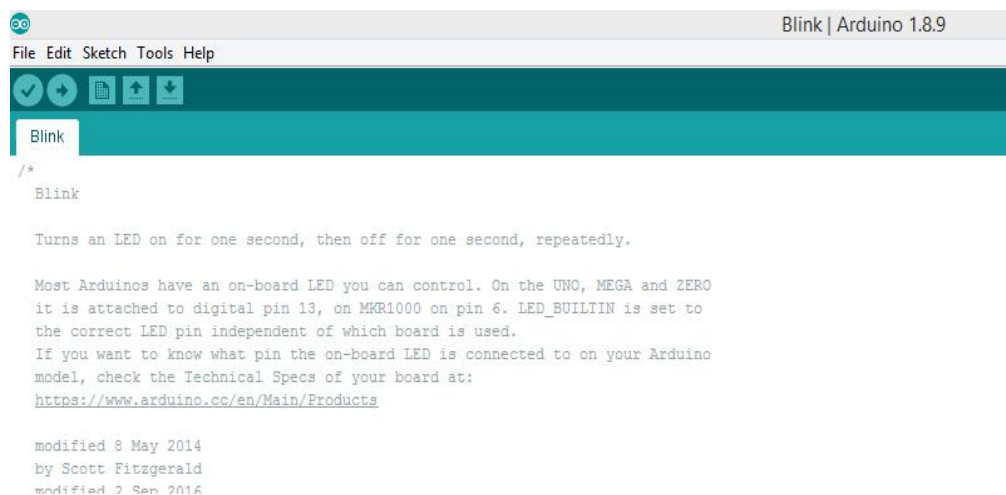 Blink | Arduino 1.8.9
File Edit Sketch Tools Help
Blink
/*
Blink
Turns an LED on for one second, then off for one second, repeatedly.
Most Arduinos have an on-board LED you can control. On the UNO, MEGA and ZERO
it is attached to digital pin 13, on MKR1000 on pin 6. LED_BUILTIN is set to
the correct LED pin independent of which board is used.
If you want to know what pin the on-board LED is connected to on your Arduino
model, check the Technical Specs of your board at:
https://www.arduino.cc/en/Main/Products
modified 8 May 2014
by Scott Fitzgerald
modified 2 Sep 2016